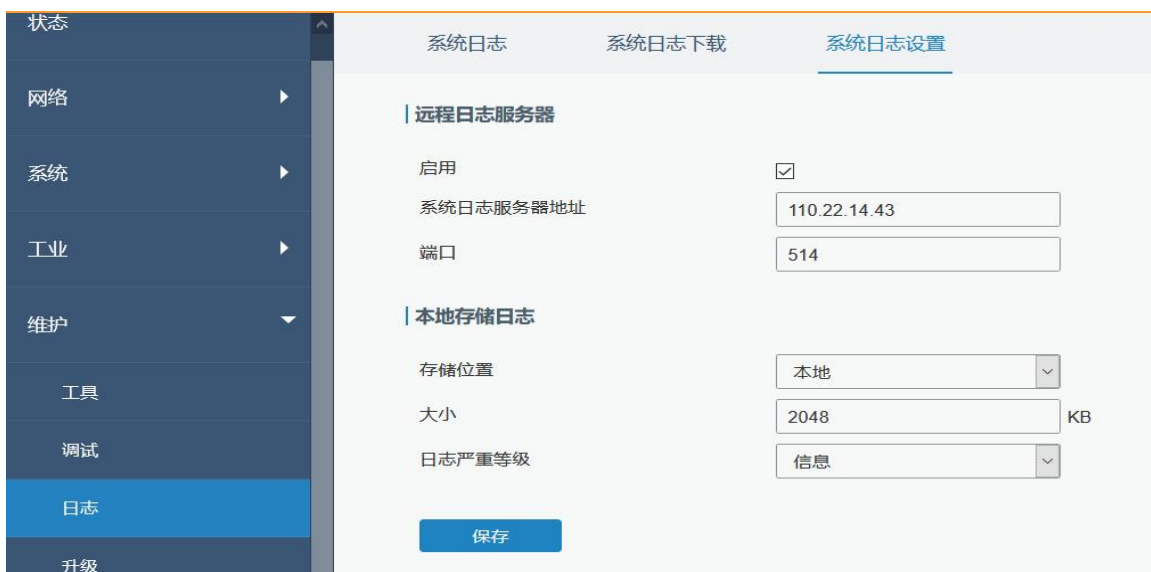 状态
网络
系统
工业
维护
工具
调试
日志
升级
系统日志 系统日志下载 系统日志设置
远程日志服务器
启用
系统日志服务器地址 110.22.14.43
端口 514
本地存储日志
存储位置 本地
大小 2048 KB
日志严重等级 信息
保存